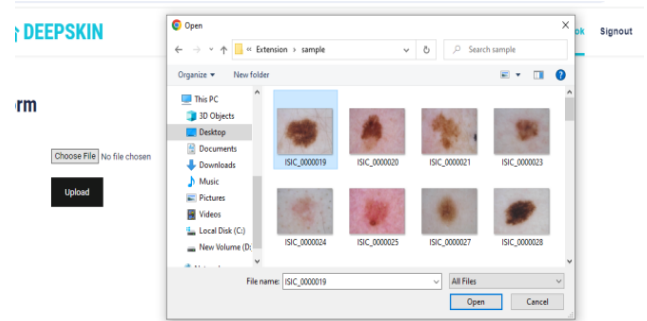 DEEPSKIN
Open
ok
Signout
« Extension › sample
Search sample
Organize
New folder
rm
This PC
3D Objects
Desktop
Documents
Downloads
Music
Pictures
Videos
Local Disk (C:)
New Volume (D:
ISIC_0000019
ISIC_0000020
ISIC_0000021
ISIC_0000023
ISIC_0000024
ISIC_0000025
ISIC_0000027
ISIC_0000028
Choose File No file chosen
Upload
File name: ISIC_0000019
All Files
Open
Cancel